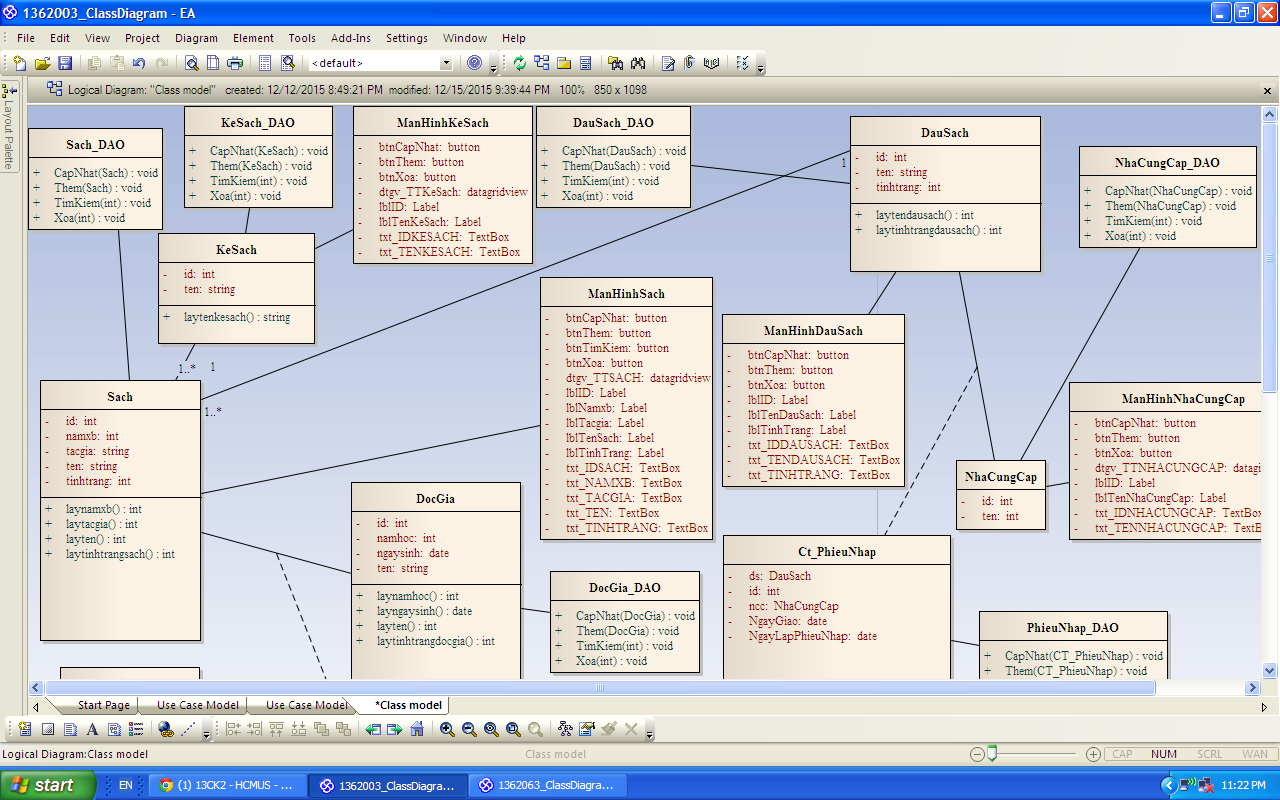 1362003_ClassDiagram - EA
File Edit View Project Diagram Element Tools Add-Ins Settings Window Help
<default>
Logical Diagram: "Class model" created: 12/12/2015 8:49:21 PM modified: 12/15/2015 9:39:44 PM 100% 850 x 1098
Layout Palette
Sach_DAO
+ CapNhat(Sach) : void
+ Them(Sach) : void
+ TimKiem(int) : void
+ Xoa(int) : void
KeSach_DAO
+ CapNhat(KeSach) : void
+ Them(KeSach) : void
+ TimKiem(int) : void
+ Xoa(int) : void
ManHinhKeSach
- btnCapNhat: button
- btnThem: button
- btnXoa: button
- dtgv_TTKeSach: datagridview
- lblID: Label
- lblTenKeSach: Label
- txt_IDKESACH: TextBox
- txt_TENKESACH: TextBox
DauSach_DAO
+ CapNhat(DauSach) : void
+ Them(DauSach) : void
+ TimKiem(int) : void
+ Xoa(int) : void
DauSach
- id: int
- ten: string
- tinhtrang: int
+ laytendausach() : int
+ laytinhtrangdausach() : int
1
NhaCungCap_DAO
+ CapNhat(NhaCungCap) : void
+ Them(NhaCungCap) : void
+ TimKiem(int) : void
+ Xoa(int) : void
KeSach
- id: int
- ten: string
+ laytenkesach() : string
1..*
1
1..*
Sach
- id: int
- namxb: int
- tacgia: string
- ten: string
- tinhtrang: int
+ laynamxb() : int
+ laytacgia() : int
+ layten() : int
+ laytinhtrangsach() : int
ManHinhSach
- btnCapNhat: button
- btnThem: button
- btnTimKiem: button
- btnXoa: button
- dtgv_TTSACH: datagridview
- lblID: Label
- lblNamxb: Label
- lblTacgia: Label
- lblTenSach: Label
- lblTinhTrang: Label
- txt_IDSACH: TextBox
- txt_NAMXB: TextBox
- txt_TACGIA: TextBox
- txt_TEN: TextBox
- txt_TINHTRANG: TextBox
ManHinhDauSach
- btnCapNhat: button
- btnThem: button
- btnXoa: button
- lblID: Label
- lblTenDauSach: Label
- lblTinhTrang: Label
- txt_IDDAUSACH: TextBox
- txt_TENDAUSACH: TextBox
- txt_TINHTRANG: TextBox
ManHinhNhaCungCap
- btnCapNhat: button
- btnThem: button
- btnXoa: button
- dtgv_TTNHACUNGCAP: datagri
- lblID: Label
- lblTenNhaCungCap: Label
- txt_IDNHACUNGCAP: TextBo
- txt_TENNHACUNGCAP: TextB
NhaCungCap
- id: int
- ten: int
DocGia
- id: int
- namhoc: int
- ngaysinh: date
- ten: string
+ laynamhoc() : int
+ layngaysinh() : date
+ layten() : int
+ laytinhtrangdocgia() : int
DocGia_DAO
+ CapNhat(DocGia) : void
+ Them(DocGia) : void
+ TimKiem(int) : void
+ Xoa(int) : void
Ct_PhieuNhap
- ds: DauSach
- id: int
- ncc: NhaCungCap
- NgayGiao: date
- NgayLapPhieuNhap: date
PhieuNhap_DAO
+ CapNhat(CT_PhieuNhap) : void
+ Them(CT_PhieuNhap) : void
Start Page Use Case Model Use Case Model *Class model
Logical Diagram:Class model Class model CAP NUM SCRL WAN
start EN (1) 13CK2 - HCMUS - ... 1362003_ClassDiagra... 1362063_ClassDiagra... 11:22 PM